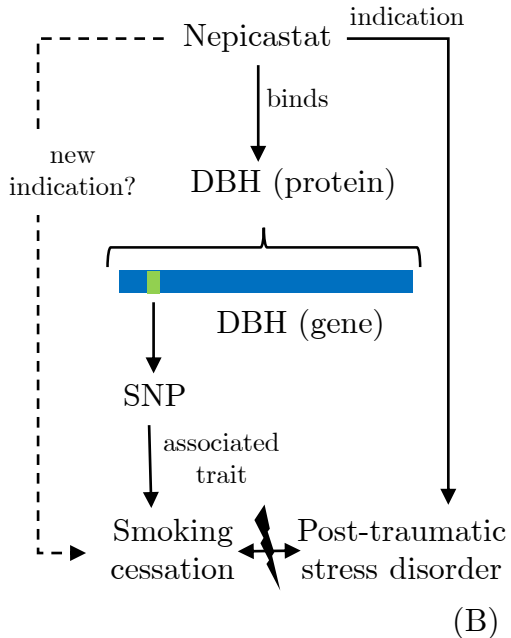 indication
Nepicastat
binds
new
indication?
DBH (protein)
DBH (gene)
SNP
associated
trait
Smoking
cessation
Post-traumatic
stress disorder
(B)